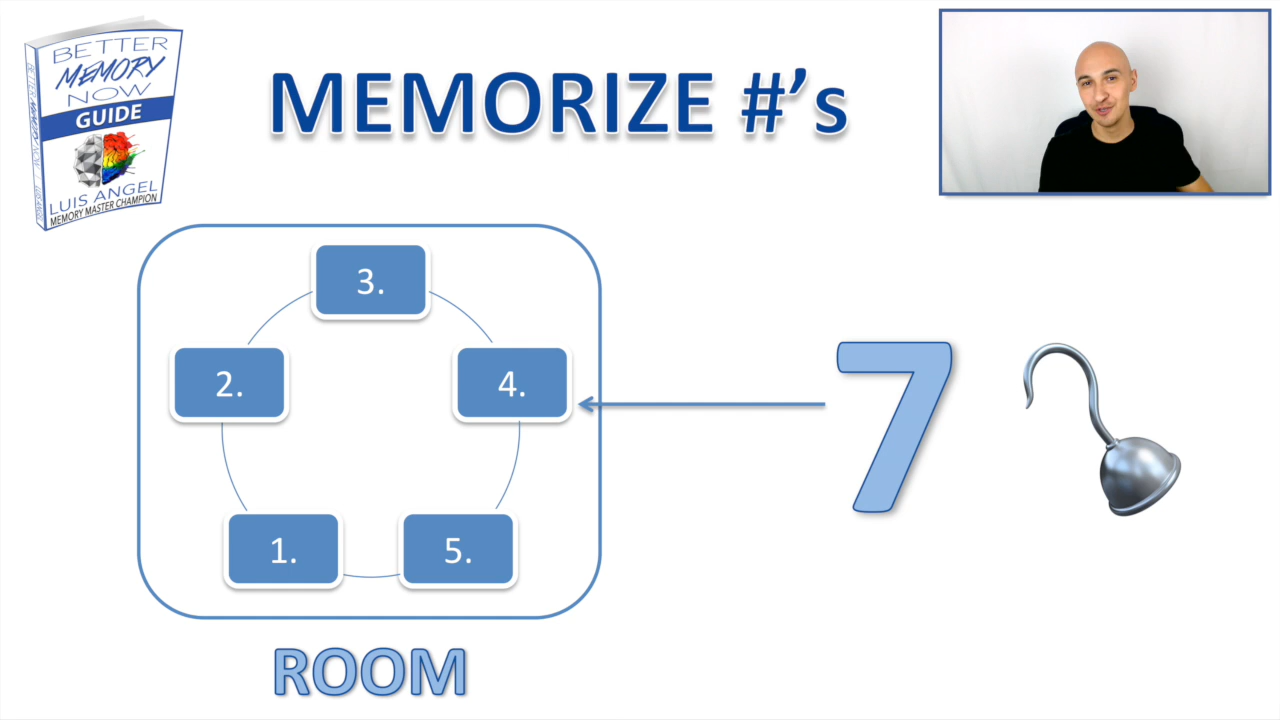 BETTER
MEMORY
NOW
GUIDE
LUIS ANGEL
MEMORY MASTER CHAMPION
MEMORIZE #'s
3.
2.
4.
1.
5.
7
ROOM